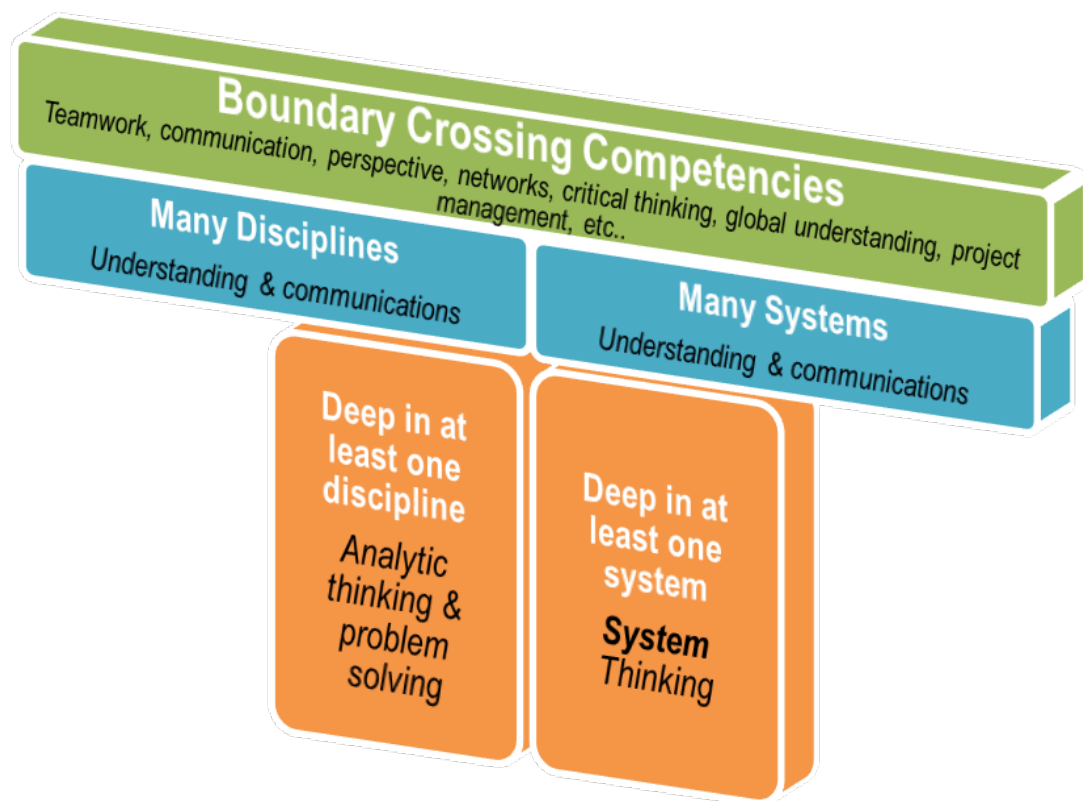 Boundary Crossing Competencies
Teamwork, communication, perspective, networks, critical thinking, global understanding, project
management, etc..
Many Disciplines
Understanding & communications
Many Systems
Understanding & communications
Deep in at
least one
discipline
Analytic
thinking &
problem
solving
Deep in at
least one
system
System
Thinking